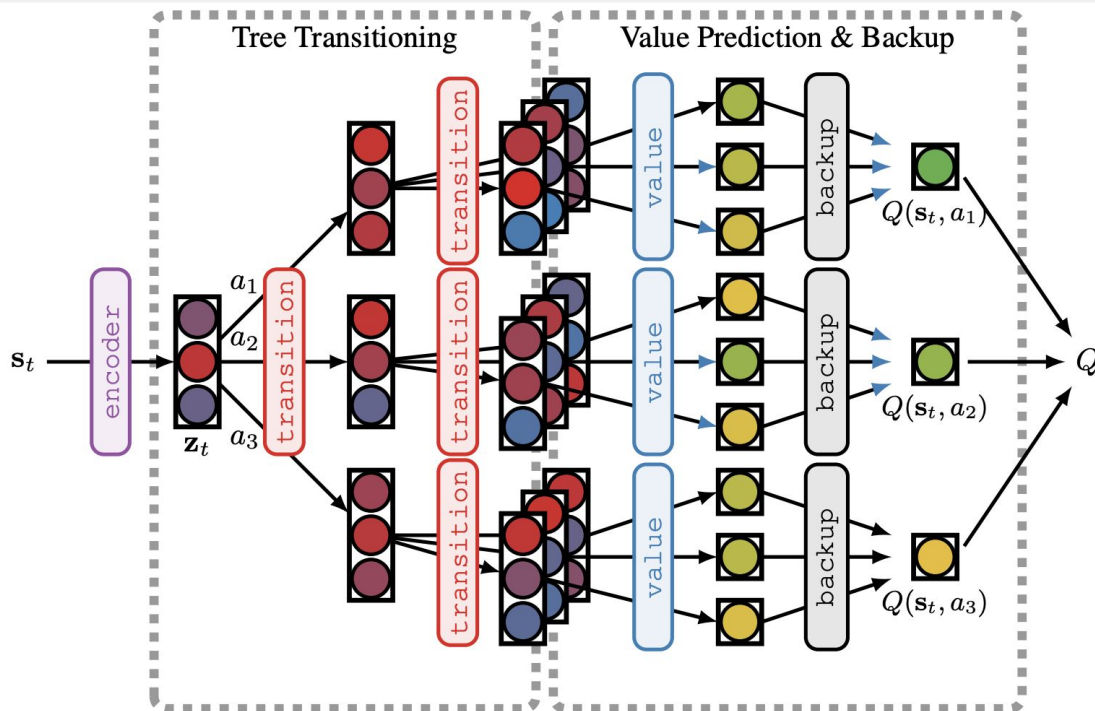 Tree Transitioning
Value Prediction & Backup
s_t
encoder
z_t
a_1
a_2
a_3
transition
transition
transition
transition
value
value
value
backup
backup
backup
Q(s_t, a_1)
Q(s_t, a_2)
Q(s_t, a_3)
Q